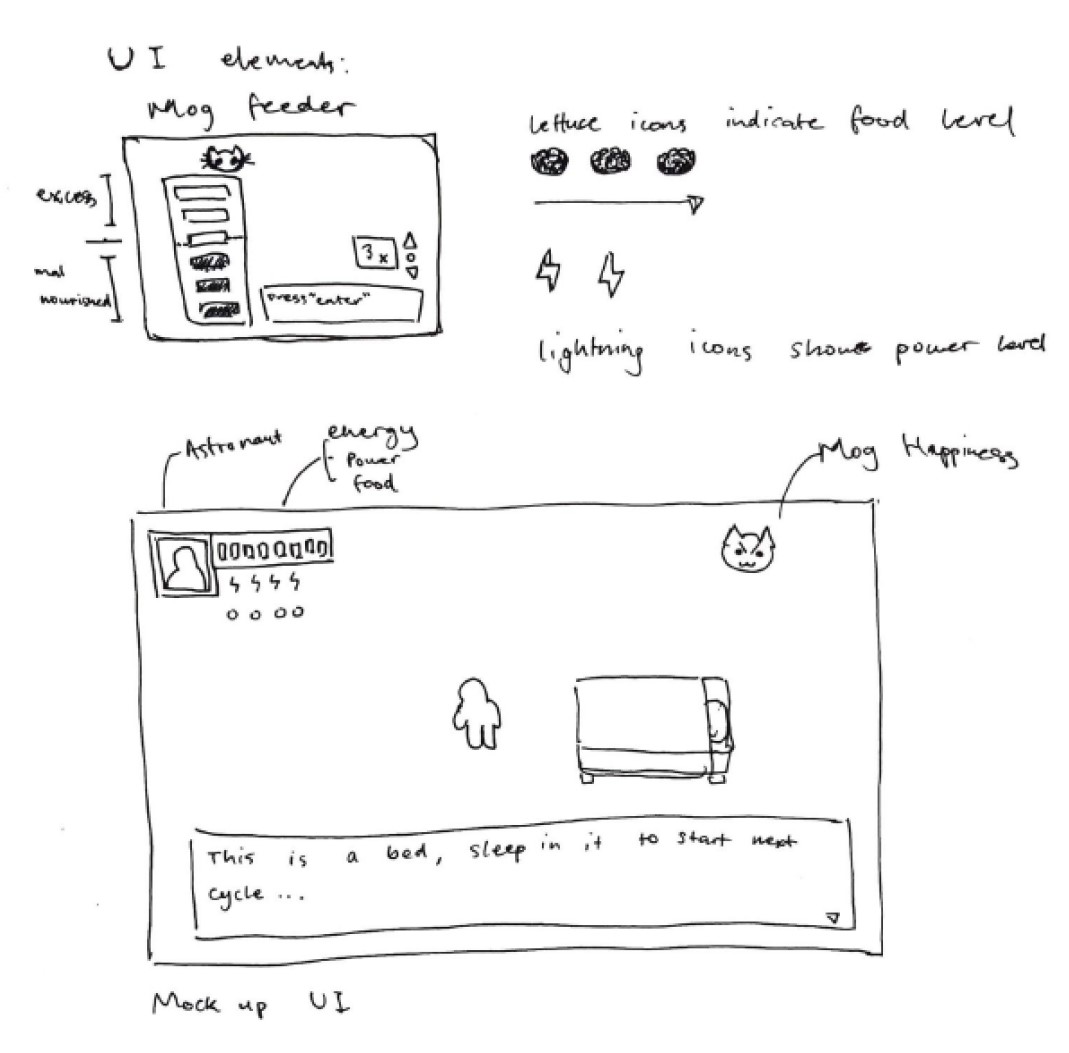 UI elements:
Mog feeder
excess
mal
nourished
3x
press "enter"
lettuce icons indicate food level
lightning icons show power level
Astronaut
energy
- Power
food
Mog Happiness
This is a bed, sleep in it to start next
cycle ...
Mock up UI